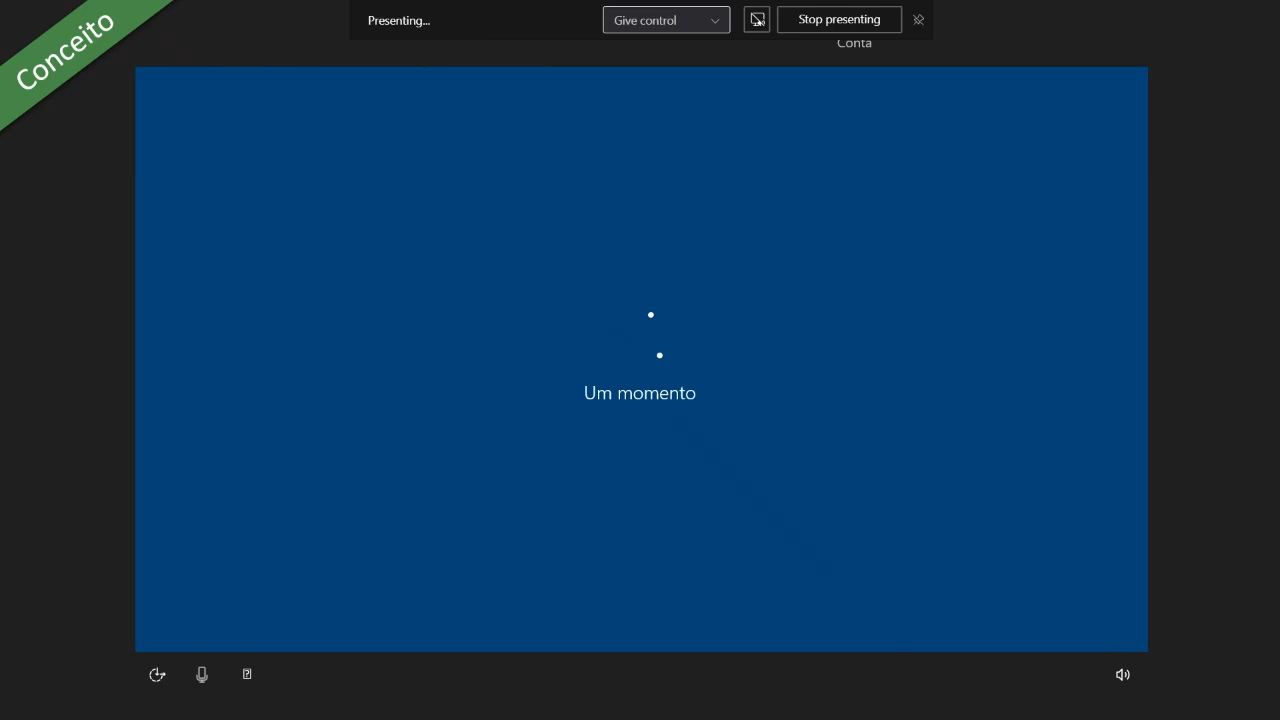 Conceito
Presenting...
Give control
Stop presenting
Conta
Um momento